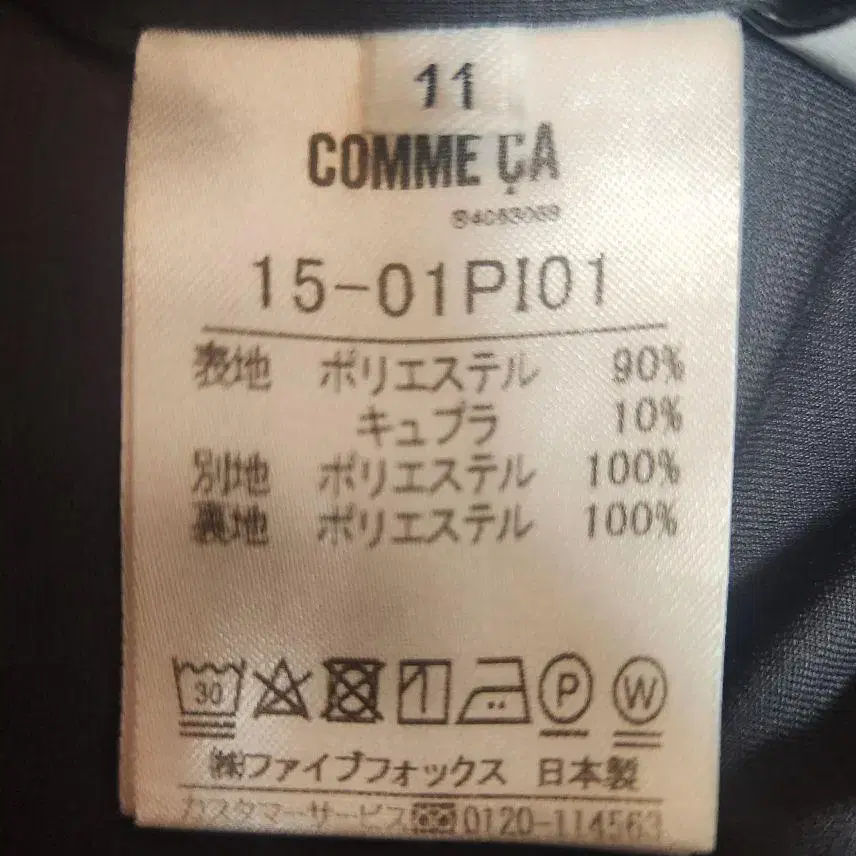 11
COMME ÇA
15-01PI01
表地 ポリエステル 90%
キュプラ 10%
別地 ポリエステル 100%
裏地 ポリエステル 100%
30 P W
㈱ファイブフォックス 日本製
カスタマーサービス 0120-114563